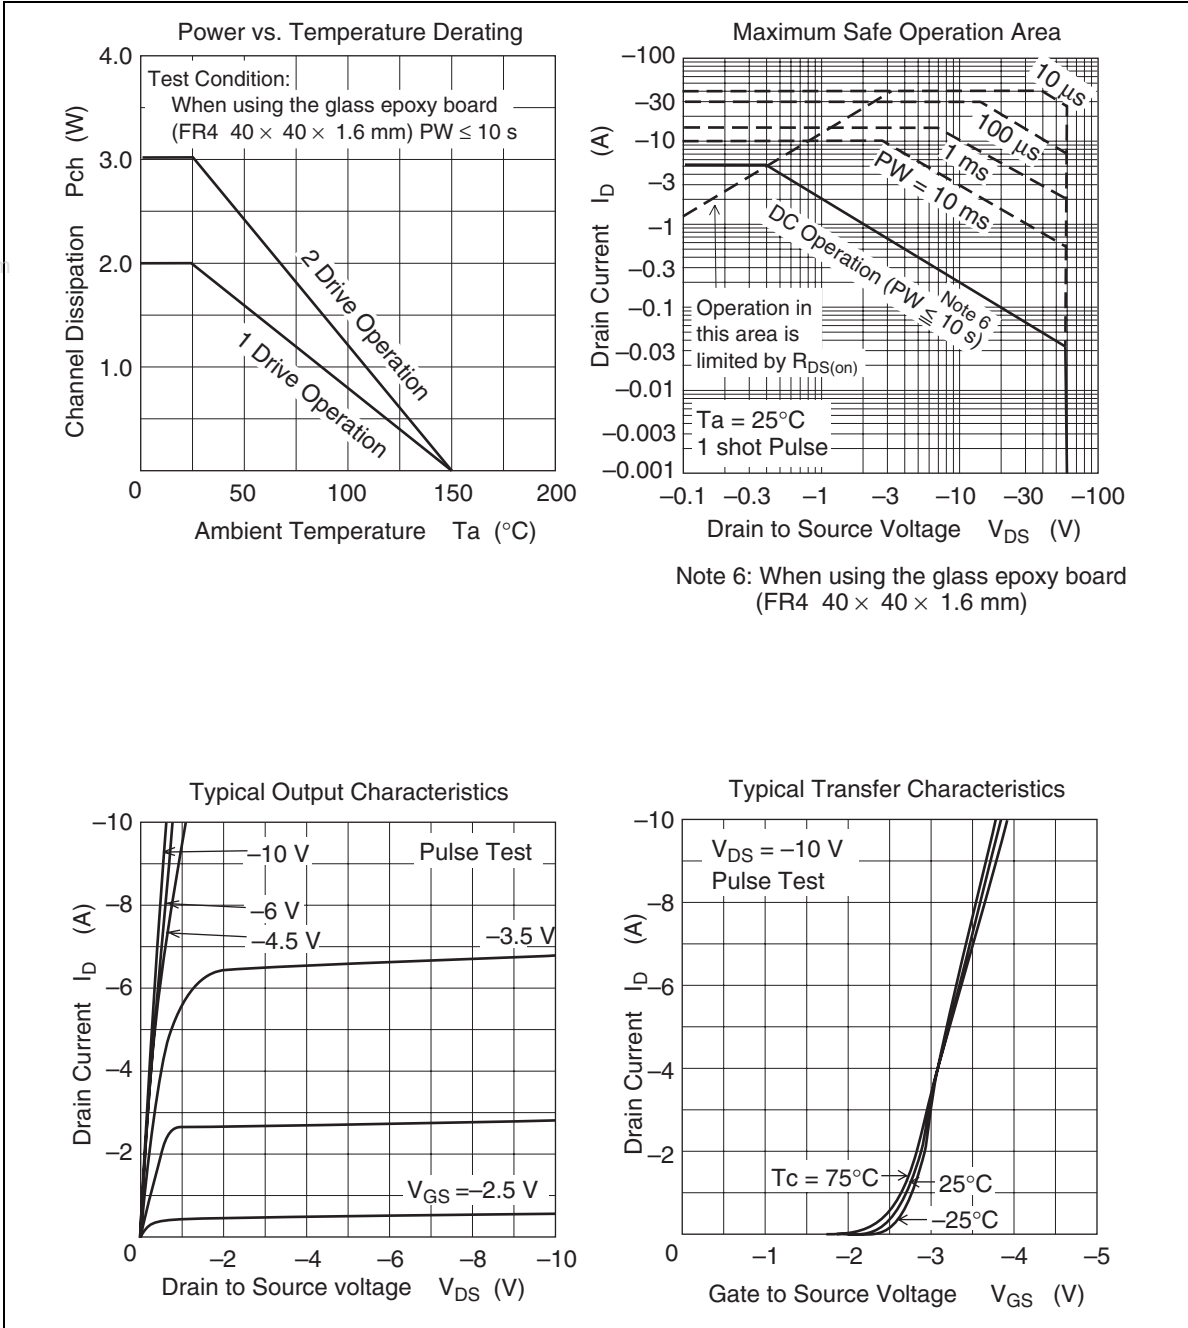 Power vs. Temperature Derating
4.0
3.0
2.0
1.0
0
50
100
150
200
Channel Dissipation Pch (W)
Ambient Temperature Ta (°C)
Test Condition:
When using the glass epoxy board
(FR4 40 × 40 × 1.6 mm) PW ≤ 10 s
2 Drive Operation
1 Drive Operation
Maximum Safe Operation Area
–100
–30
–10
–3
–1
–0.3
–0.1
–0.03
–0.01
–0.003
–0.001
–0.1
–0.3
–1
–3
–10
–30
–100
Drain Current ID (A)
Drain to Source Voltage VDS (V)
10 µs
100 µs
1 ms
PW = 10 ms
DC Operation (PW ≤ 10 s)
Note 6
Operation in
this area is
limited by RDS(on)
Ta = 25°C
1 shot Pulse
Note 6: When using the glass epoxy board
(FR4 40 × 40 × 1.6 mm)
Typical Output Characteristics
–10
–8
–6
–4
–2
0
–2
–4
–6
–8
–10
Drain Current ID (A)
Drain to Source voltage VDS (V)
–10 V
–6 V
–4.5 V
Pulse Test
–3.5 V
VGS =–2.5 V
Typical Transfer Characteristics
–10
–8
–6
–4
–2
0
–1
–2
–3
–4
–5
Drain Current ID (A)
Gate to Source Voltage VGS (V)
VDS = –10 V
Pulse Test
Tc = 75°C
25°C
–25°C